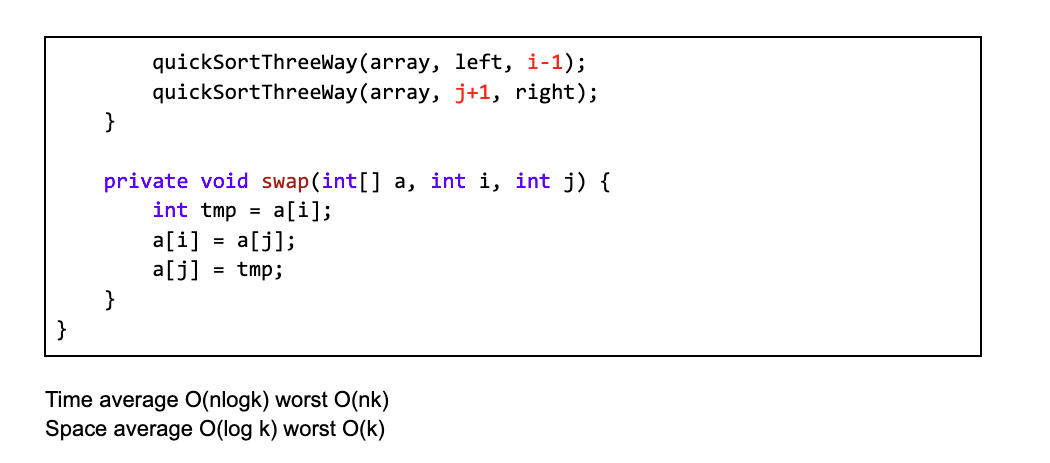 quickSortThreeWay(array, left, i-1);
quickSortThreeWay(array, j+1, right);
}
private void swap(int[] a, int i, int j) {
int tmp = a[i];
a[i] = a[j];
a[j] = tmp;
}
}
Time average O(nlogk) worst O(nk)
Space average O(log k) worst O(k)